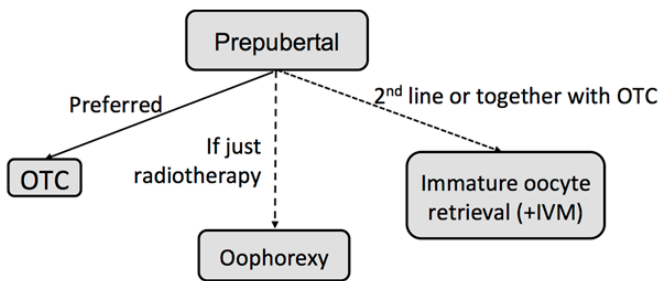 Prepubertal
Preferred
2nd line or together with OTC
If just
radiotherapy
OTC
Immature oocyte
retrieval (+IVM)
Oophorexy